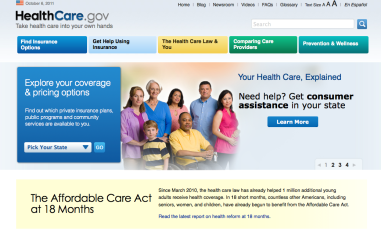 October 6, 2011
Home | Blog | Newsroom | Videos | FAQs | Glossary | Text Size A A A | En Español
HealthCare.gov
Take health care into your own hands
Search
Find Insurance Options
Get Help Using Insurance
The Health Care Law & You
Comparing Care Providers
Prevention & Wellness
Explore your coverage & pricing options
Find out which private insurance plans, public programs and community services are available to you.
Pick Your State
GO
Your Health Care, Explained
Need help? Get consumer assistance in your state
Learn More
« 1 2 3 4 »
The Affordable Care Act at 18 Months
Since March 2010, the health care law has already helped 1 million additional young adults receive health coverage. In 18 short months, countless other Americans, including seniors, women, and children, have already begun to benefit from the Affordable Care Act.
Read the latest report on health reform at 18 months.